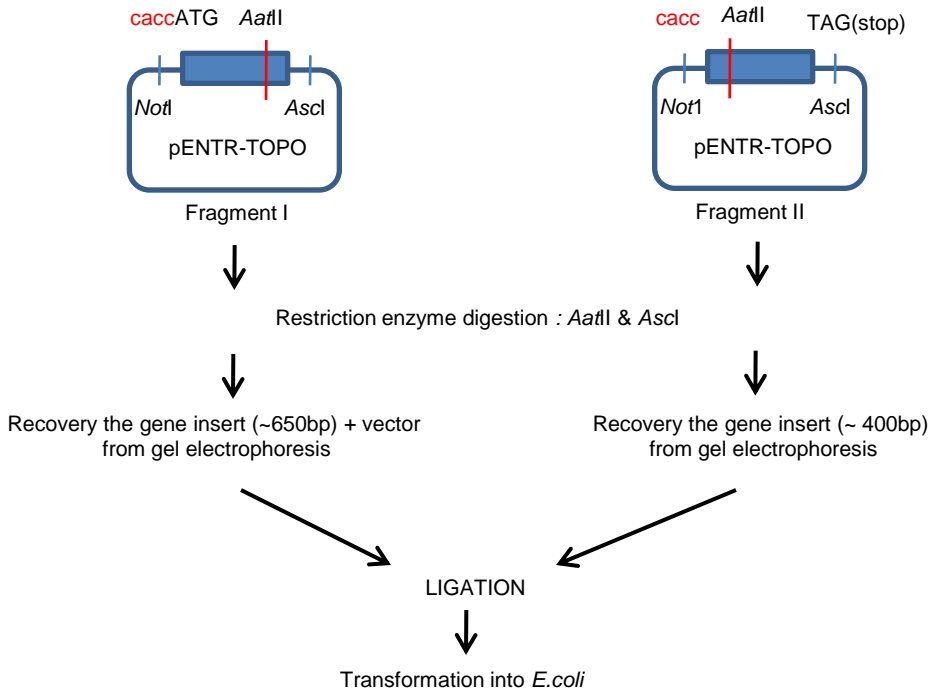 caccATG AatII
NotI AscI
pENTR-TOPO
Fragment I
cacc AatII TAG(stop)
Not1 AscI
pENTR-TOPO
Fragment II
Restriction enzyme digestion : AatII & AscI
Recovery the gene insert (~650bp) + vector
from gel electrophoresis
Recovery the gene insert (~ 400bp)
from gel electrophoresis
LIGATION
Transformation into E.coli